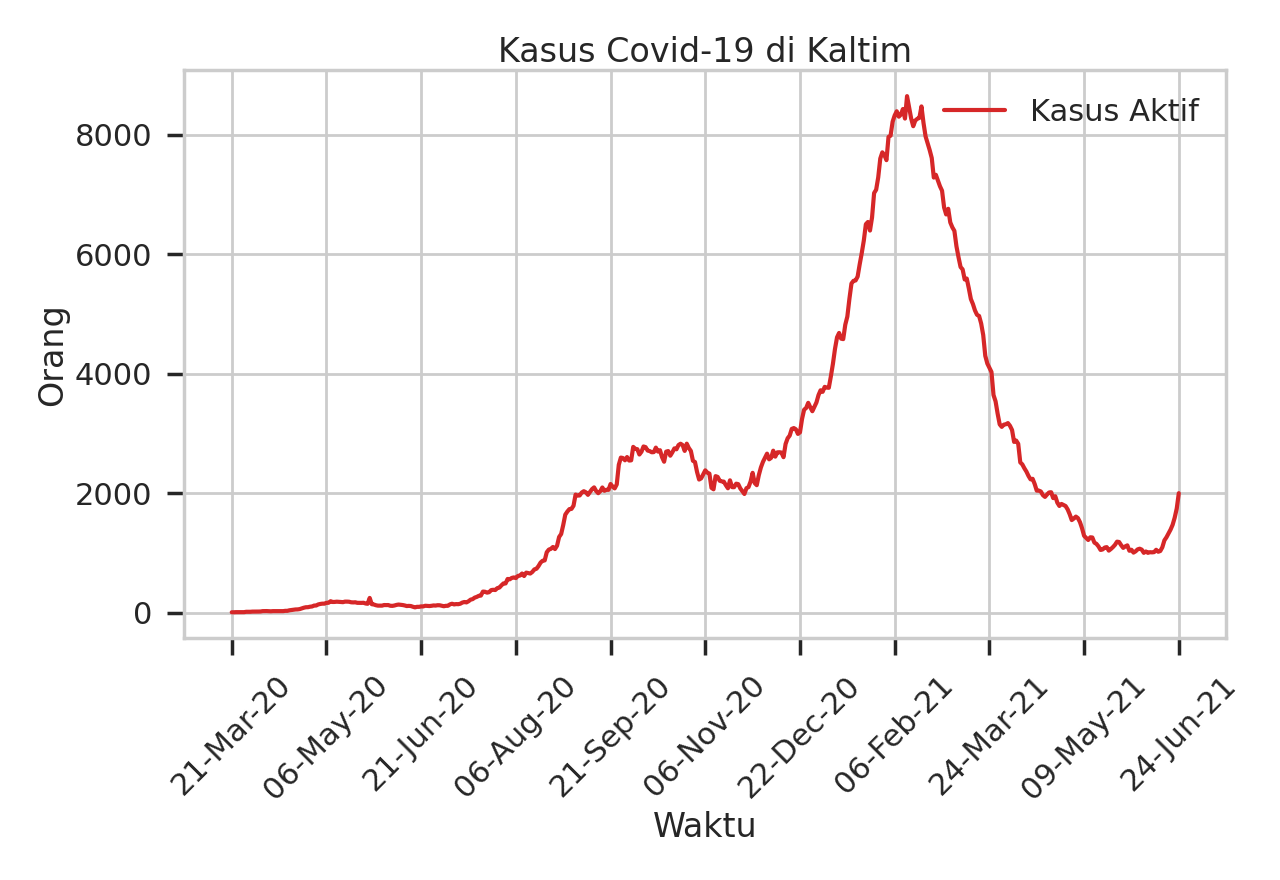 Kasus Covid-19 di Kaltim
Kasus Aktif
Orang
8000
6000
4000
2000
0
21-Mar-20
06-May-20
21-Jun-20
06-Aug-20
21-Sep-20
06-Nov-20
22-Dec-20
06-Feb-21
24-Mar-21
09-May-21
24-Jun-21
Waktu